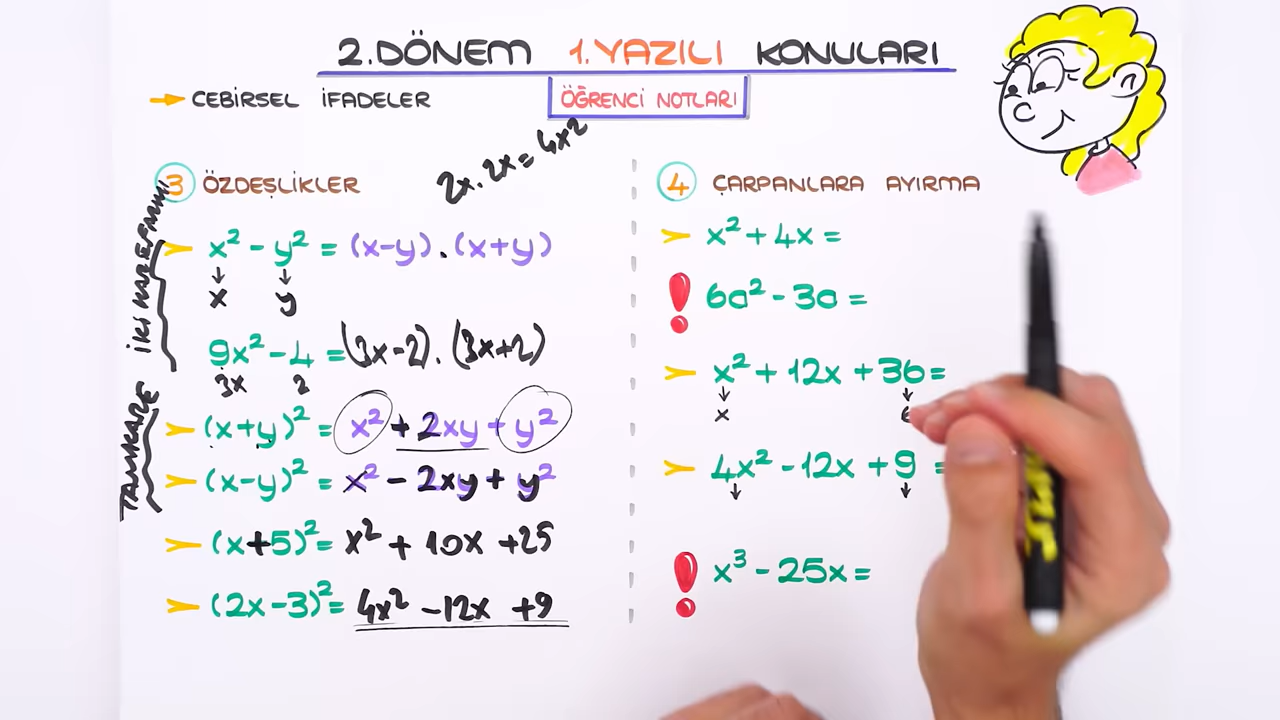 2.DÖNEM 1.YAZILI KONULARI
CEBİRSEL İFADELER
ÖĞRENCİ NOTLARI
2x.2x=4x2
3 ÖZDEŞLİKLER
İKİ KARE FARKI
x² - y² = (x-y).(x+y)
x y
9x² - 4 = (3x-2).(3x+2)
3x 2
TAMKARE
(x+y)² = x² + 2xy + y²
(x-y)² = x² - 2xy + y²
(x+5)² = x² + 10x + 25
(2x-3)² = 4x² - 12x + 9
4 ÇARPANLARA AYIRMA
x² + 4x =
6a² - 3a =
x² + 12x + 36 =
x
4x² - 12x + 9 =
x³ - 25x =